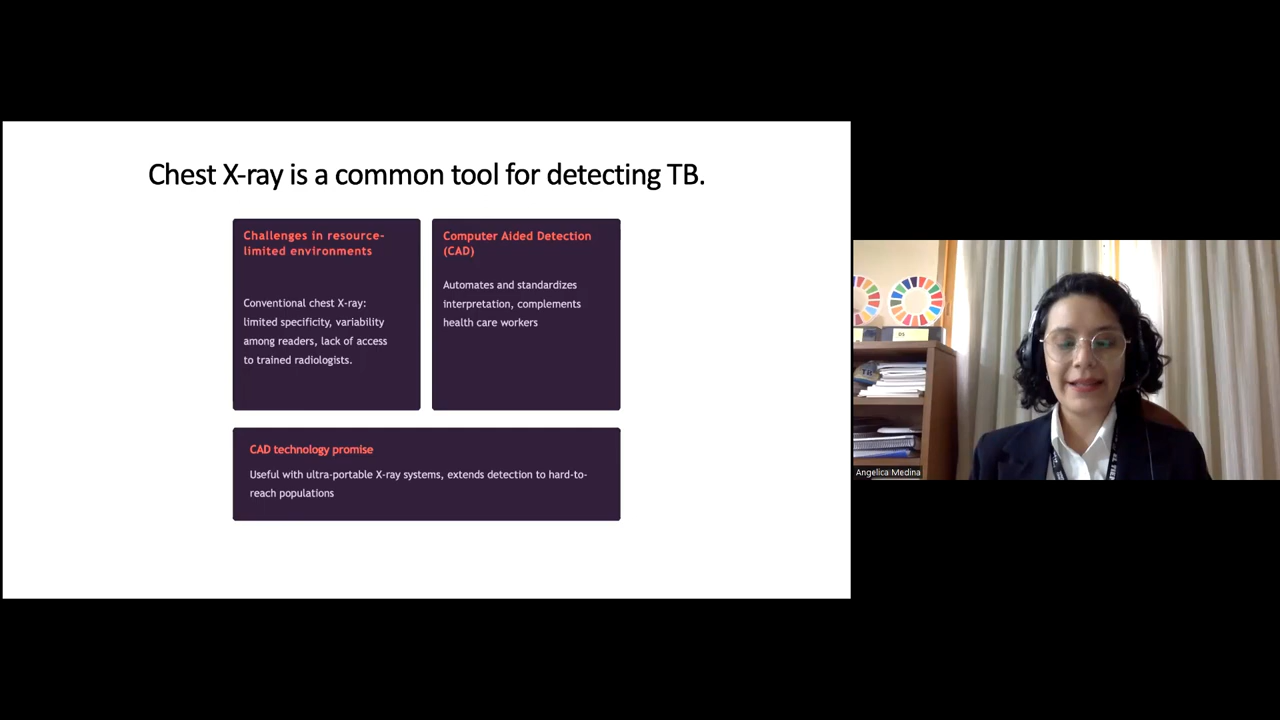 Chest X-ray is a common tool for detecting TB.
Challenges in resource-
limited environments
Conventional chest X-ray:
limited specificity, variability
among readers, lack of access
to trained radiologists.
Computer Aided Detection
(CAD)
Automates and standardizes
interpretation, complements
health care workers
CAD technology promise
Useful with ultra-portable X-ray systems, extends detection to hard-to-
reach populations
Angelica Medina